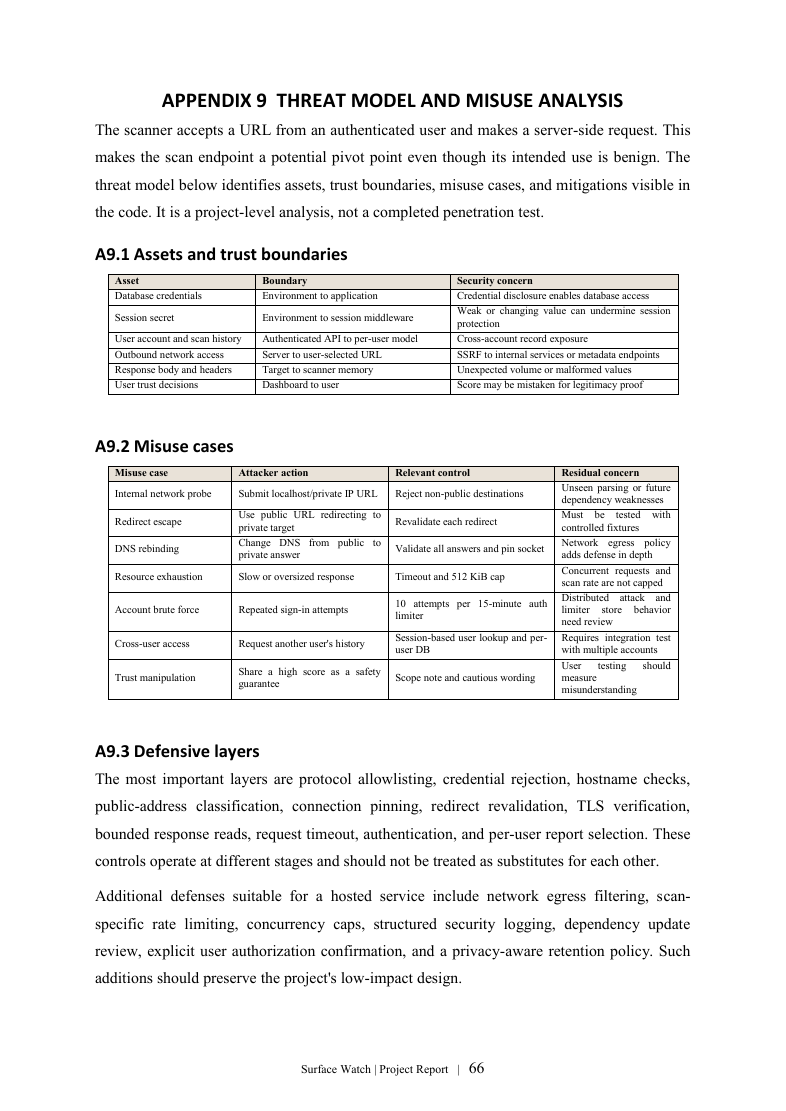 APPENDIX 9 THREAT MODEL AND MISUSE ANALYSIS
The scanner accepts a URL from an authenticated user and makes a server-side request. This
makes the scan endpoint a potential pivot point even though its intended use is benign. The
threat model below identifies assets, trust boundaries, misuse cases, and mitigations visible in
the code. It is a project-level analysis, not a completed penetration test.
A9.1 Assets and trust boundaries
Asset Boundary Security concern
Database credentials Environment to application Credential disclosure enables database access
Session secret Environment to session middleware Weak or changing value can undermine session
protection
User account and scan history Authenticated API to per-user model Cross-account record exposure
Outbound network access Server to user-selected URL SSRF to internal services or metadata endpoints
Response body and headers Target to scanner memory Unexpected volume or malformed values
User trust decisions Dashboard to user Score may be mistaken for legitimacy proof
A9.2 Misuse cases
Misuse case Attacker action Relevant control Residual concern
Internal network probe Submit localhost/private IP URL Reject non-public destinations Unseen parsing or future
dependency weaknesses
Redirect escape Use public URL redirecting to
private target Revalidate each redirect Must be tested with
controlled fixtures
DNS rebinding Change DNS from public to
private answer Validate all answers and pin socket Network egress policy
adds defense in depth
Resource exhaustion Slow or oversized response Timeout and 512 KiB cap Concurrent requests and
scan rate are not capped
Account brute force Repeated sign-in attempts 10 attempts per 15-minute auth
limiter Distributed attack and
limiter store behavior
need review
Cross-user access Request another user's history Session-based user lookup and per-
user DB Requires integration test
with multiple accounts
Trust manipulation Share a high score as a safety
guarantee Scope note and cautious wording User testing should
measure
misunderstanding
A9.3 Defensive layers
The most important layers are protocol allowlisting, credential rejection, hostname checks,
public-address classification, connection pinning, redirect revalidation, TLS verification,
bounded response reads, request timeout, authentication, and per-user report selection. These
controls operate at different stages and should not be treated as substitutes for each other.
Additional defenses suitable for a hosted service include network egress filtering, scan-
specific rate limiting, concurrency caps, structured security logging, dependency update
review, explicit user authorization confirmation, and a privacy-aware retention policy. Such
additions should preserve the project's low-impact design.
Surface Watch | Project Report | 66